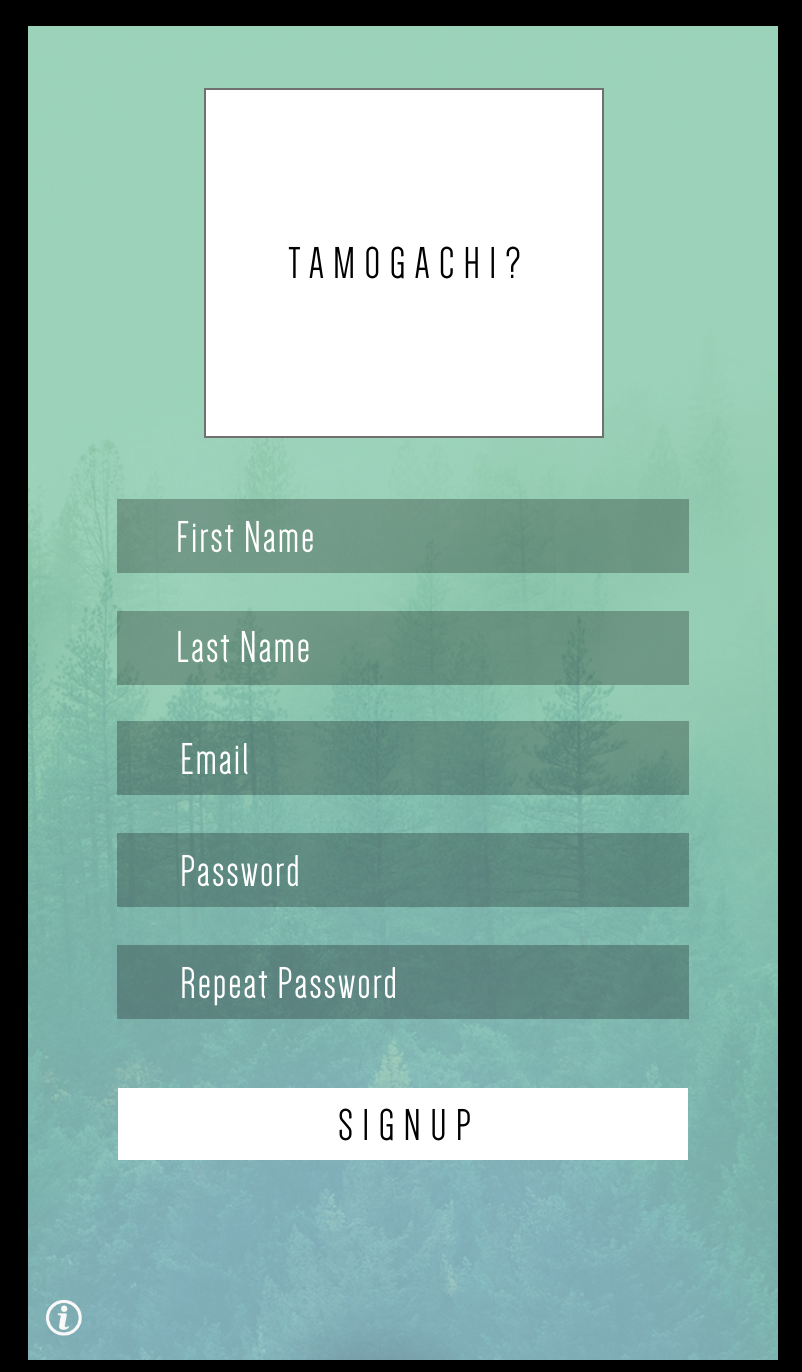 TAMOGACHI?
First Name
Last Name
Email
Password
Repeat Password
SIGNUP
i